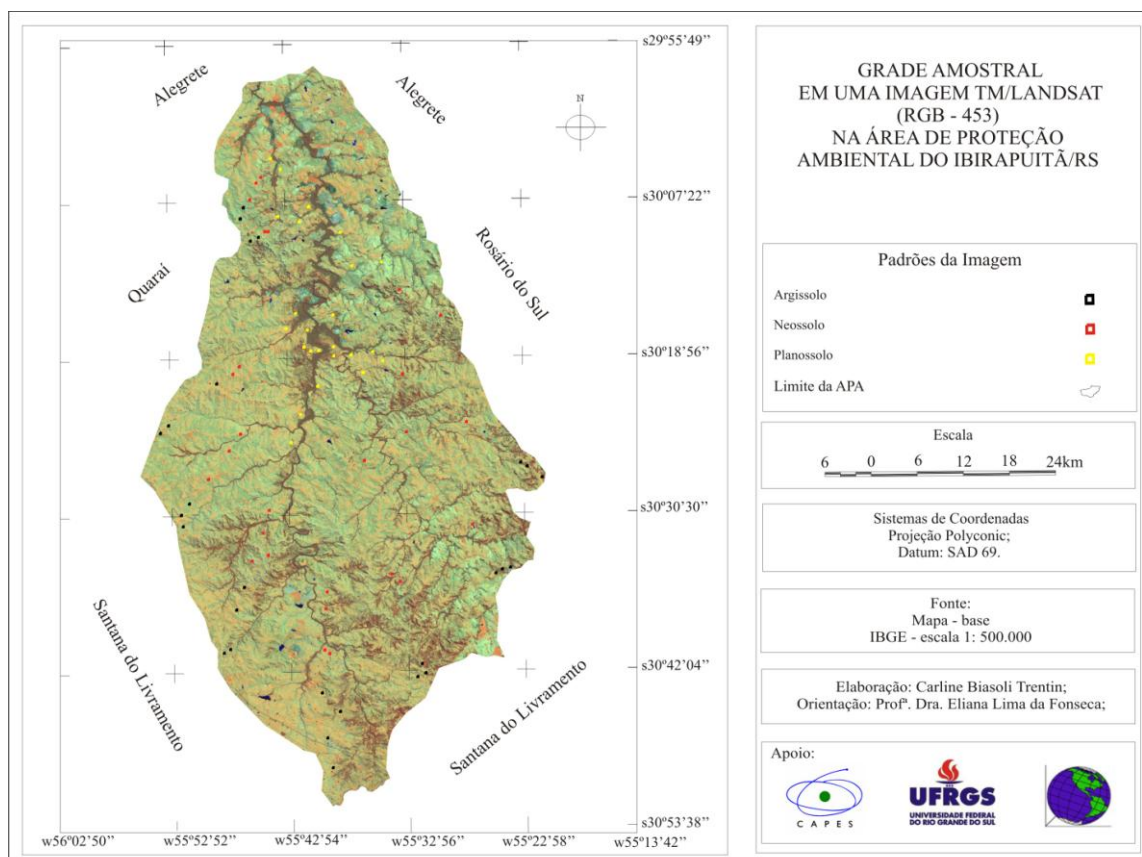 s29º55’49’’
Alegrete
Alegrete
N
s30º07’22’’
Quaraí
Rosário do Sul
s30º18’56’’
s30º30’30’’
Santana do Livramento
Santana do Livramento
s30º42’04’’
s30º53’38’’
w56º02’50’’
w55º52’52’’
w55º42’54’’
w55º32’56’’
w55º22’58’’
w55º13’42’’
GRADE AMOSTRAL
EM UMA IMAGEM TM/LANDSAT
(RGB - 453)
NA ÁREA DE PROTEÇÃO
AMBIENTAL DO IBIRAPUITÃ/RS
Padrões da Imagem
Argissolo
Neossolo
Planossolo
Limite da APA
Escala
6 0 6 12 18 24km
Sistemas de Coordenadas
Projeção Polyconic;
Datum: SAD 69.
Fonte:
Mapa - base
IBGE - escala 1: 500.000
Elaboração: Carline Biasoli Trentin;
Orientação: Profª. Dra. Eliana Lima da Fonseca;
Apoio:
CAPES
UFRGS
UNIVERSIDADE FEDERAL
DO RIO GRANDE DO SUL